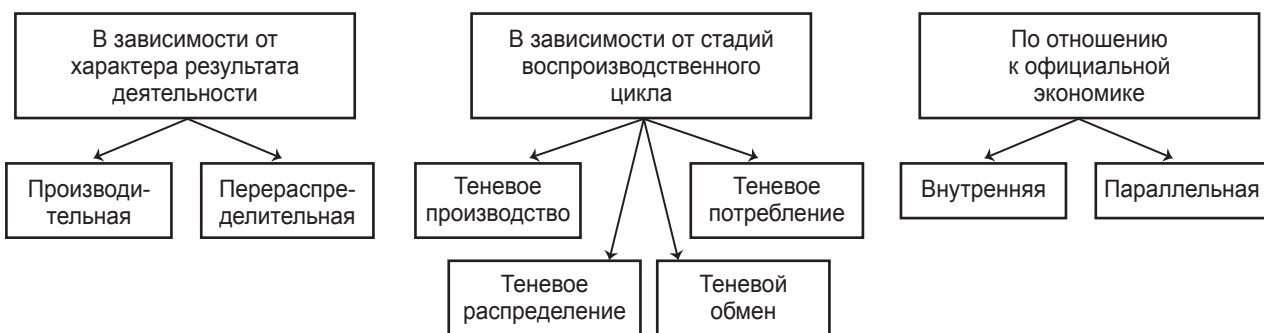 В зависимости от
характера результата
деятельности
В зависимости от стадий
воспроизводственного
цикла
По отношению
к официальной
экономике
Производи-
тельная
Перераспре-
делительная
Теневое
производство
Теневое
потребление
Внутренняя
Параллельная
Теневое
распределение
Теневой
обмен